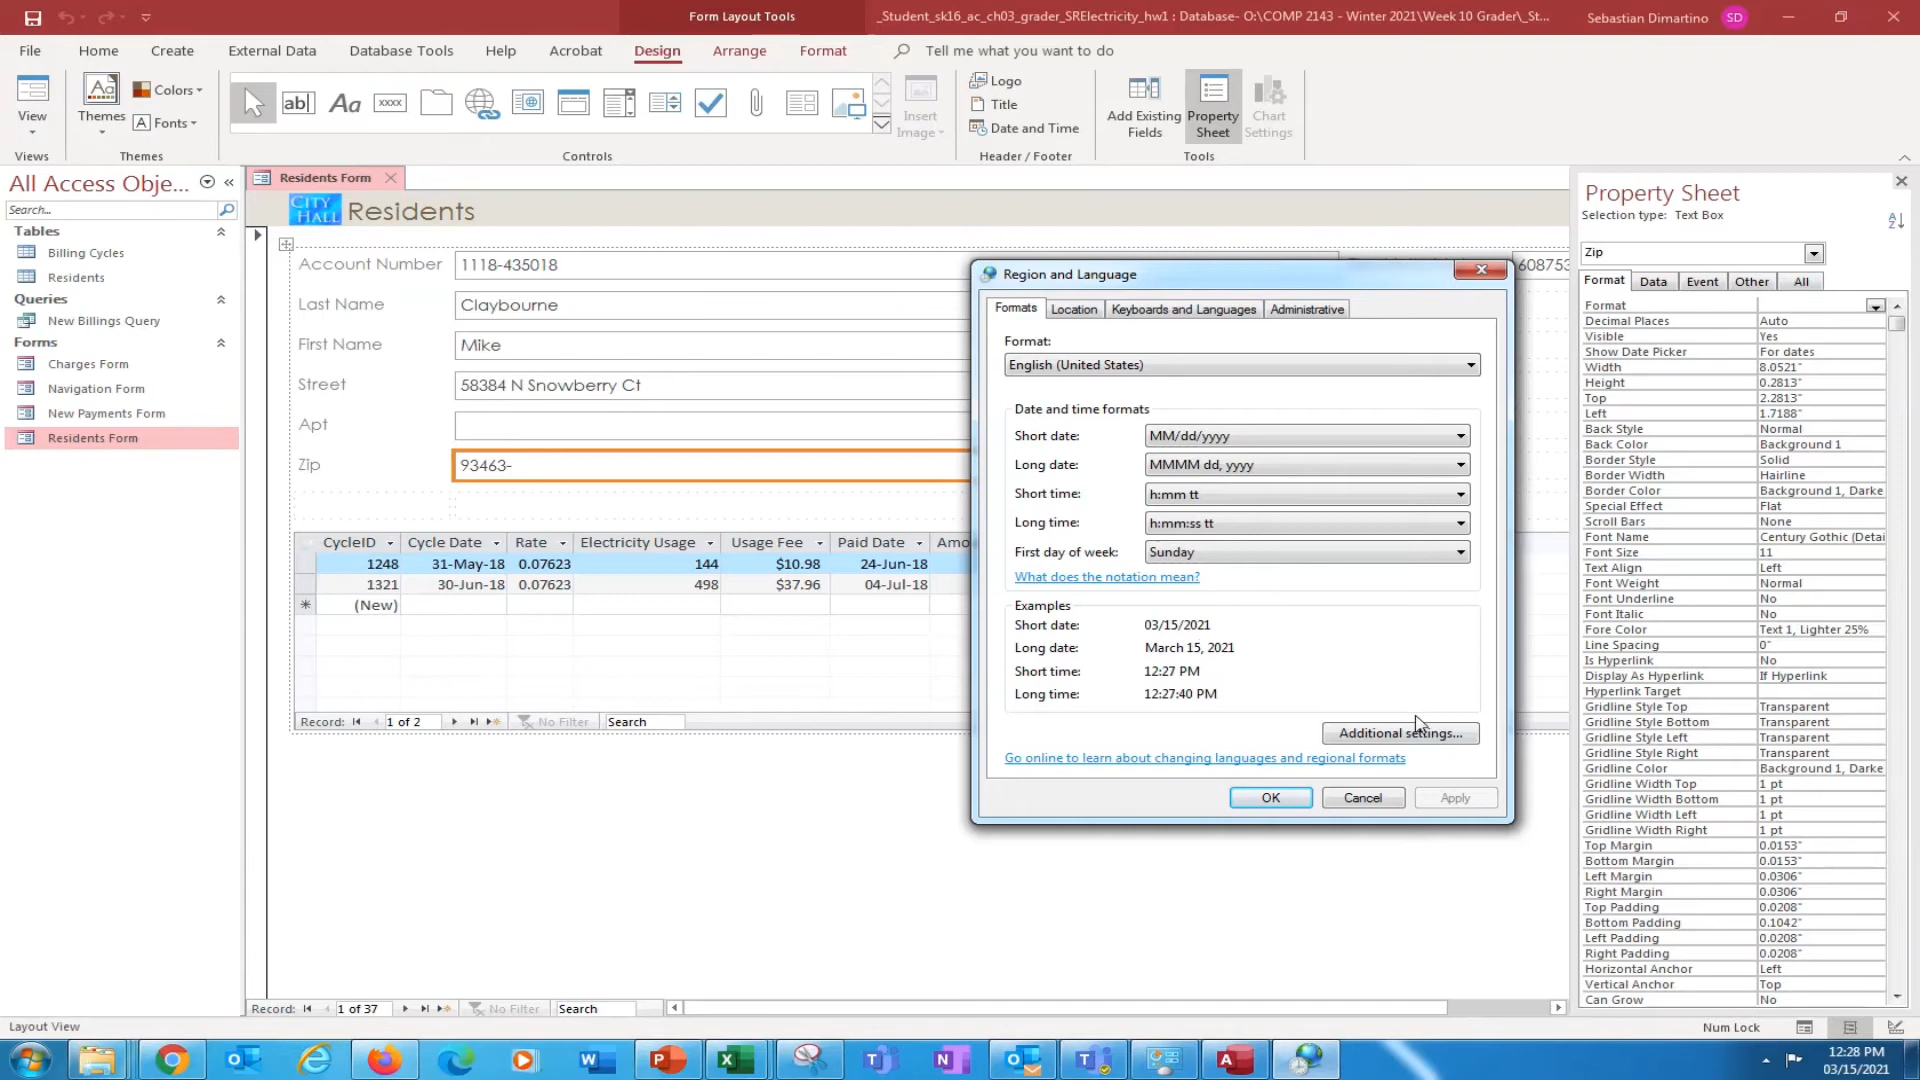 Form Layout Tools
_Student_sk16_ac_ch03_grader_SRElectricity_hw1 : Database- O:\COMP 2143 - Winter 2021\Week 10 Grader\_St...
Sebastian Dimartino
SD
File Home Create External Data Database Tools Help Acrobat Design Arrange Format Tell me what you want to do
View
Views
Themes
Colors
Fonts
Themes
ab|
Aa
XXXX
Controls
Insert Image
Logo
Title
Date and Time
Header / Footer
Add Existing Fields
Property Sheet
Chart Settings
Tools
All Access Obje...
Search...
Tables
Billing Cycles
Residents
Queries
New Billings Query
Forms
Charges Form
Navigation Form
New Payments Form
Residents Form
Residents Form
CITY HALL
Residents
Account Number 1118-435018
608753
Last Name Claybourne
First Name Mike
Street 58384 N Snowberry Ct
Apt
Zip 93463-
CycleID Cycle Date Rate Electricity Usage Usage Fee Paid Date Amo
1248 31-May-18 0.07623 144 $10.98 24-Jun-18
1321 30-Jun-18 0.07623 498 $37.96 04-Jul-18
(New)
Record: 1 of 2 No Filter Search
Region and Language
Formats Location Keyboards and Languages Administrative
Format:
English (United States)
Date and time formats
Short date: MM/dd/yyyy
Long date: MMMM dd, yyyy
Short time: h:mm tt
Long time: h:mm:ss tt
First day of week: Sunday
What does the notation mean?
Examples
Short date: 03/15/2021
Long date: March 15, 2021
Short time: 12:27 PM
Long time: 12:27:40 PM
Additional settings...
Go online to learn about changing languages and regional formats
OK Cancel Apply
Property Sheet
Selection type: Text Box
Zip
Format Data Event Other All
Format
Decimal Places Auto
Visible Yes
Show Date Picker For dates
Width 8.0521"
Height 0.2813"
Top 2.2813"
Left 1.7188"
Back Style Normal
Back Color Background 1
Border Style Solid
Border Width Hairline
Border Color Background 1, Darke
Special Effect Flat
Scroll Bars None
Font Name Century Gothic (Detai
Font Size 11
Text Align Left
Font Weight Normal
Font Underline No
Font Italic No
Fore Color Text 1, Lighter 25%
Line Spacing 0"
Is Hyperlink No
Display As Hyperlink If Hyperlink
Hyperlink Target
Gridline Style Top Transparent
Gridline Style Bottom Transparent
Gridline Style Left Transparent
Gridline Style Right Transparent
Gridline Color Background 1, Darke
Gridline Width Top 1 pt
Gridline Width Bottom 1 pt
Gridline Width Left 1 pt
Gridline Width Right 1 pt
Top Margin 0.0153"
Bottom Margin 0.0153"
Left Margin 0.0306"
Right Margin 0.0306"
Top Padding 0.0208"
Bottom Padding 0.1042"
Left Padding 0.0208"
Right Padding 0.0208"
Horizontal Anchor Left
Vertical Anchor Top
Can Grow No
Record: 1 of 37 No Filter Search
Layout View
Num Lock
12:28 PM
03/15/2021